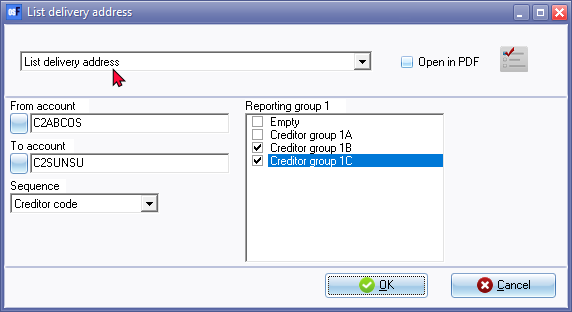 List delivery address
List delivery address
Open in PDF
From account
C2ABCOS
To account
C2SUNSU
Sequence
Creditor code
Reporting group 1
Empty
Creditor group 1A
Creditor group 1B
Creditor group 1C
OK
Cancel